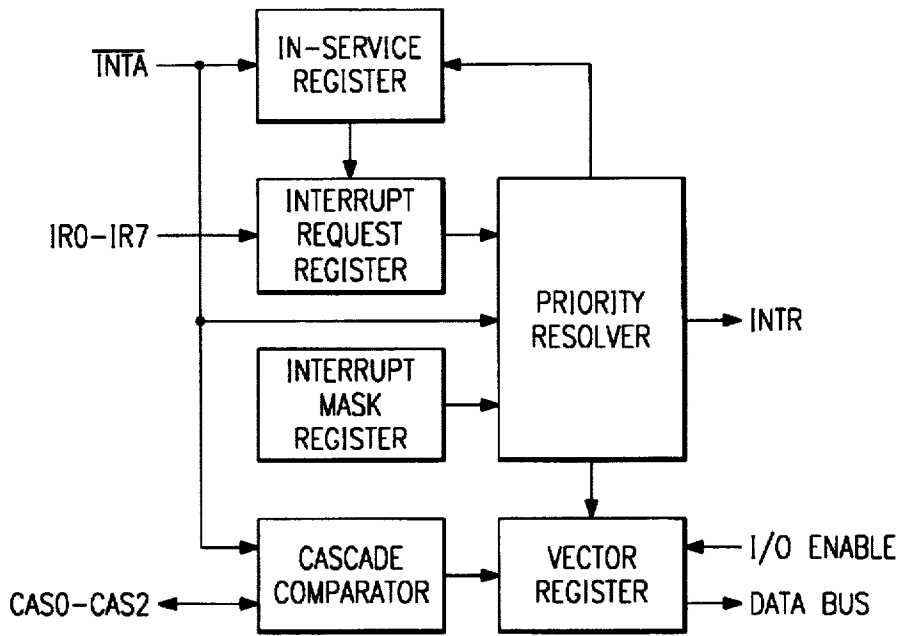 INTA
IN-SERVICE
REGISTER
IR0-IR7
INTERRUPT
REQUEST
REGISTER
PRIORITY
RESOLVER
INTR
INTERRUPT
MASK
REGISTER
CASCADE
COMPARATOR
CAS0-CAS2
VECTOR
REGISTER
I/O ENABLE
DATA BUS